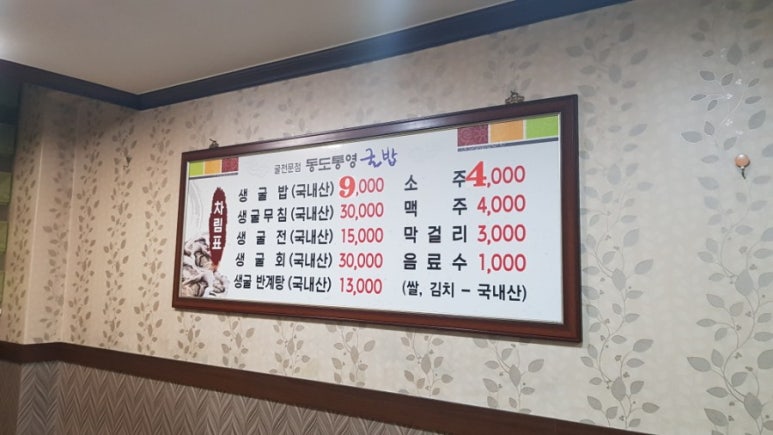 굴전문점 동도통영 굴밥
차림표
생굴밥(국내산) 9,000
생굴무침(국내산) 30,000
생굴전(국내산) 15,000
생굴회(국내산) 30,000
생굴 반계탕(국내산) 13,000
소주 4,000
맥주 4,000
막걸리 3,000
음료수 1,000
(쌀, 김치 - 국내산)